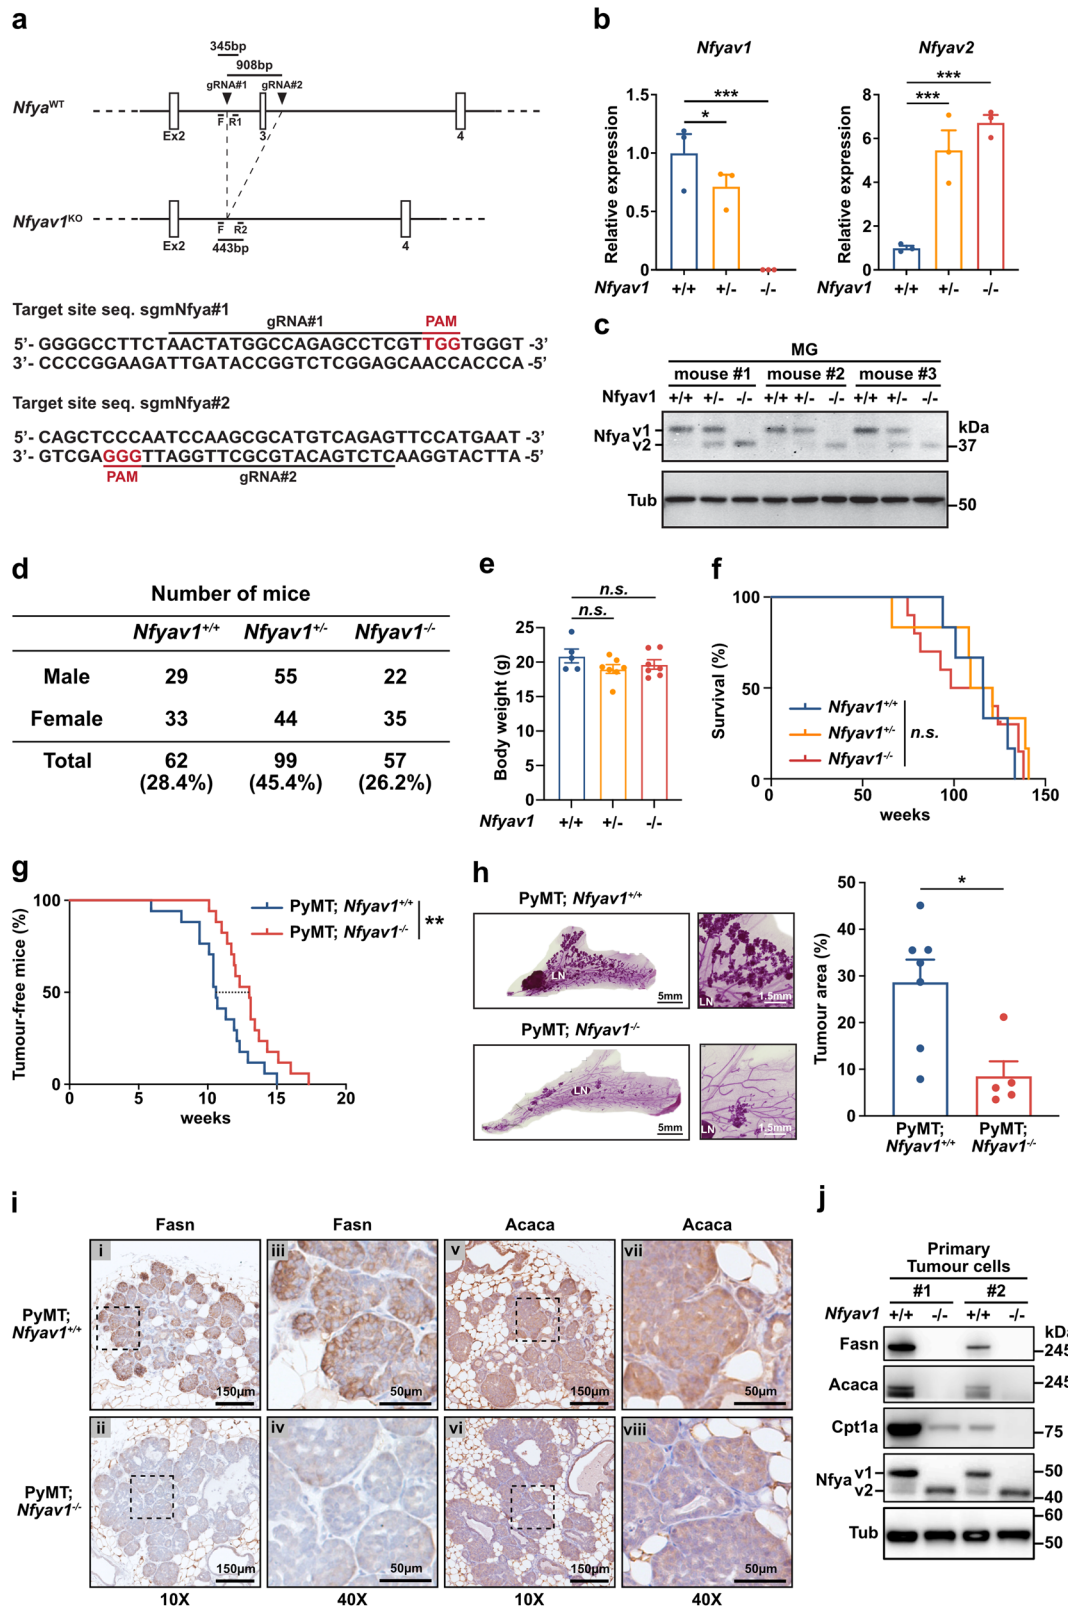 a
345bp
908bp
gRNA#1 gRNA#2
NfyaWT
Ex2 F R1 3 4
Nfyav1KO
Ex2 F R2 4
443bp
Target site seq. sgmNfya#1
gRNA#1 PAM
5’- GGGGCCTTCTAACTATGGCCAGAGCCTCGTTGGTGGGT -3’
3’- CCCCGGAAGATTGATACCGGTCTCGGAGCAACCACCCA -5’
Target site seq. sgmNfya#2
5’- CAGCTCCCAATCCAAGCGCATGTCAGAGTTCCATGAAT -3’
3’- GTCGAGGGTTAGGTTCGCGTACAGTCTCAAGGTACTTA -5’
PAM gRNA#2
b
Nfyav1
Relative expression
1.5
1.0
0.5
0
***
*
Nfyav1 +/+ +/- -/-
Nfyav2
Relative expression
8
6
4
2
0
***
***
Nfyav1 +/+ +/- -/-
c
MG
mouse #1 mouse #2 mouse #3
Nfyav1 +/+ +/- -/- +/+ +/- -/- +/+ +/- -/-
Nfya v1 kDa
v2 37
Tub 50
d
Number of mice
Nfyav1+/+ Nfyav1+/- Nfyav1-/-
Male 29 55 22
Female 33 44 35
Total 62 99 57
(28.4%) (45.4%) (26.2%)
e
n.s.
n.s.
Body weight (g)
25
20
15
10
5
0
Nfyav1 +/+ +/- -/-
f
Survival (%)
100
50
0
Nfyav1+/+
Nfyav1+/-
Nfyav1-/-
n.s.
0 50 100 150
weeks
g
Tumour-free mice (%)
100
50
0
PyMT; Nfyav1+/+
PyMT; Nfyav1-/-
**
0 5 10 15 20
weeks
h
PyMT; Nfyav1+/+
LN
5mm
LN
1.5mm
PyMT; Nfyav1-/-
LN
5mm
LN
1.5mm
Tumour area (%)
50
40
30
20
10
0
*
PyMT; PyMT;
Nfyav1+/+ Nfyav1-/-
i
Fasn Fasn Acaca Acaca
PyMT;
Nfyav1+/+
i iii v vii
150μm 50μm 150μm 50μm
PyMT;
Nfyav1-/-
ii iv vi viii
150μm 50μm 150μm 50μm
10X 40X 10X 40X
j
Primary
Tumour cells
#1 #2
Nfyav1 +/+ -/- +/+ -/-
kDa
Fasn 245
Acaca 245
Cpt1a 75
Nfya v1 50
v2 40
60
Tub 50